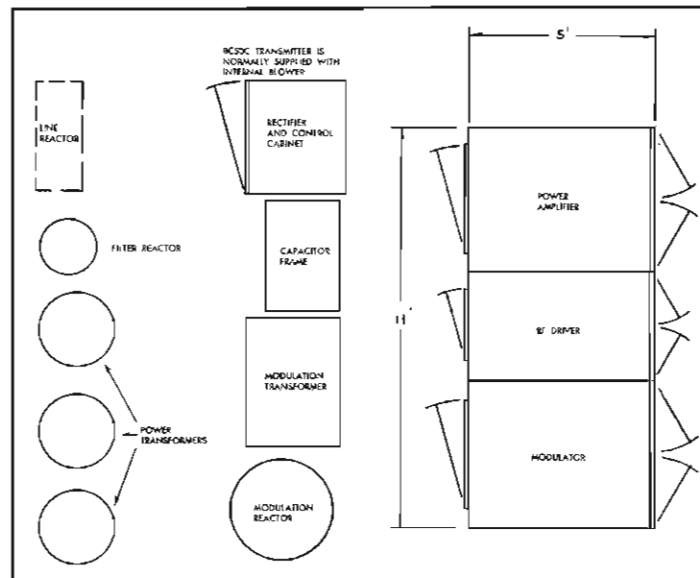 BC50C TRANSMITTER IS
NORMALLY SUPPLIED WITH
INTERNAL BLOWER
5'
LINE
REACTOR
RECTIFIER
AND CONTROL
CABINET
POWER
AMPLIFIER
FILTER REACTOR
CAPACITOR
FRAME
11'
RF DRIVER
MODULATION
TRANSFORMER
POWER
TRANSFORMERS
MODULATOR
MODULATION
REACTOR